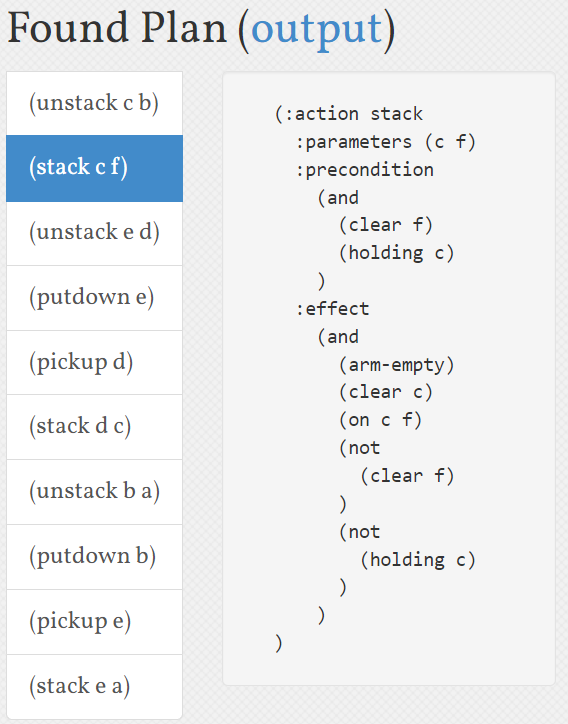 Found Plan (output)
(unstack c b)
(stack c f)
(unstack e d)
(putdown e)
(pickup d)
(stack d c)
(unstack b a)
(putdown b)
(pickup e)
(stack e a)
(:action stack
  :parameters (c f)
  :precondition
    (and
      (clear f)
      (holding c)
    )
  :effect
    (and
      (arm-empty)
      (clear c)
      (on c f)
      (not
        (clear f)
      )
      (not
        (holding c)
      )
    )
)